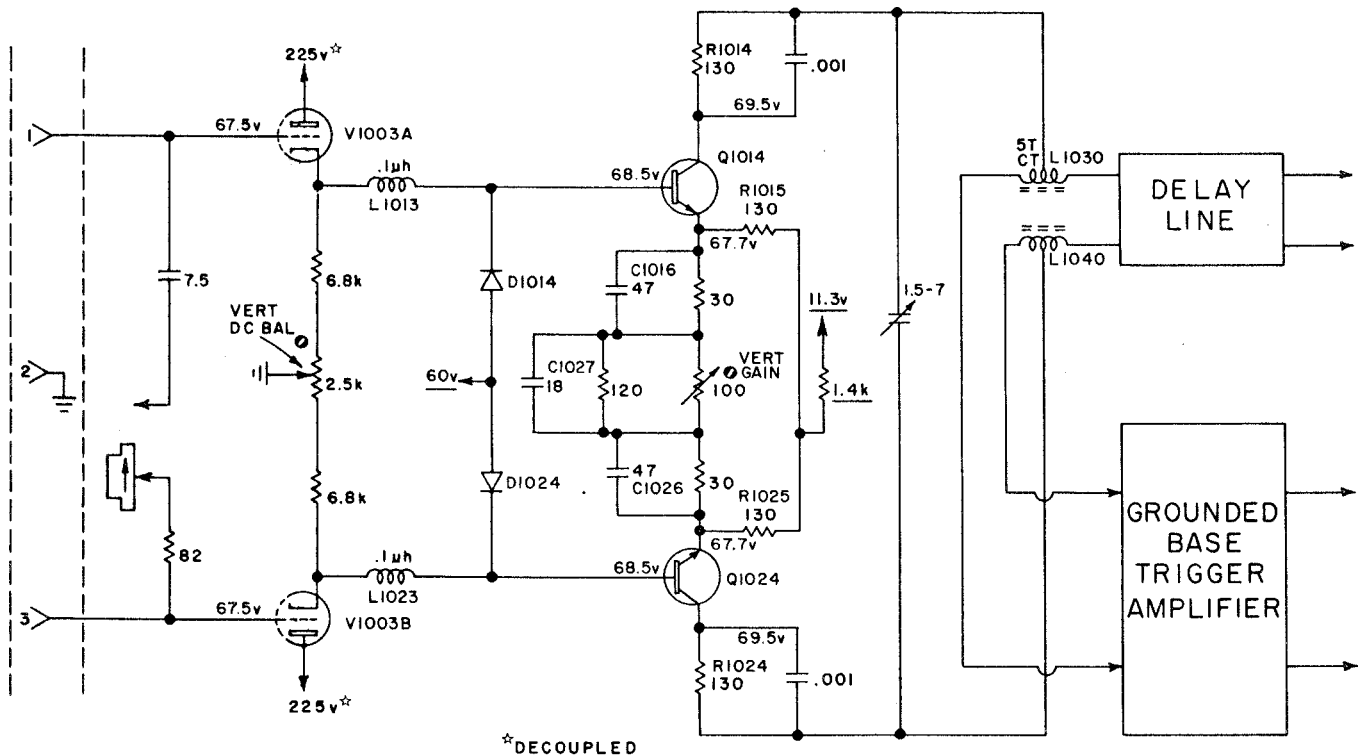 225v☆
V1003A
67.5v
1
.1µh
L1013
7.5
6.8k
VERT
DC BAL
2.5k
2
6.8k
82
.1µh
L1023
3
67.5v
V1003B
225v☆
☆DECOUPLED
R1014
130
.001
69.5v
Q1014
68.5v
R1015
130
67.7v
D1014
C1016
47
30
11.3v
1.5-7
60v
C1027
18
120
VERT
GAIN
100
1.4k
D1024
47
C1026
30
R1025
130
67.7v
68.5v
Q1024
69.5v
R1024
130
.001
5T
CT
L1030
L1040
DELAY
LINE
GROUNDED
BASE
TRIGGER
AMPLIFIER